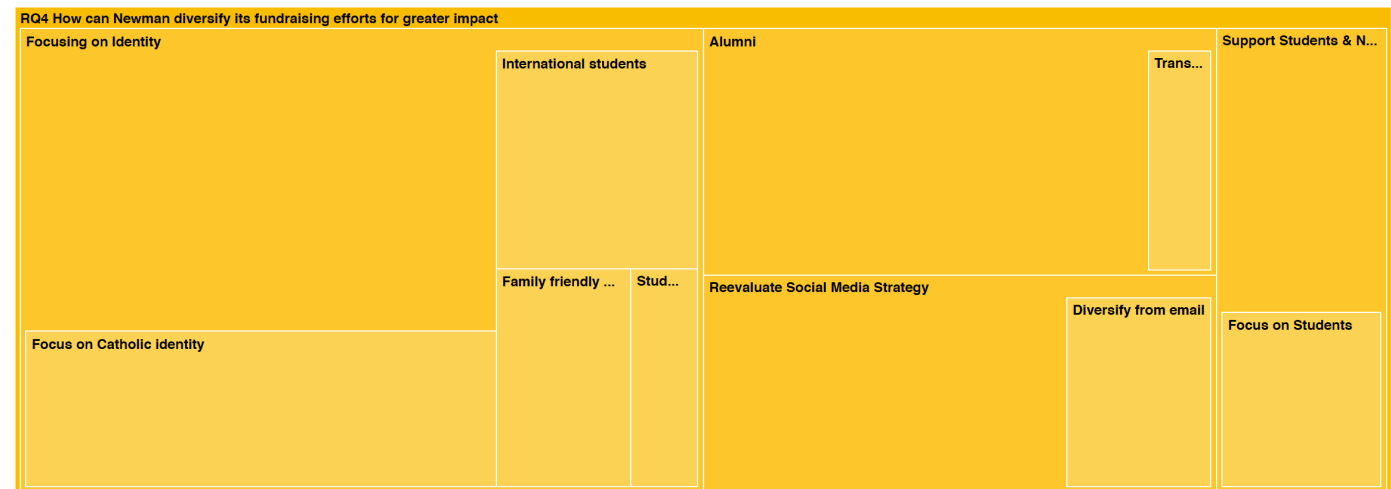 RQ4 How can Newman diversify its fundraising efforts for greater impact
Focusing on Identity
International students
Family friendly ...
Stud...
Focus on Catholic identity
Alumni
Trans...
Reevaluate Social Media Strategy
Diversify from email
Support Students & N...
Focus on Students